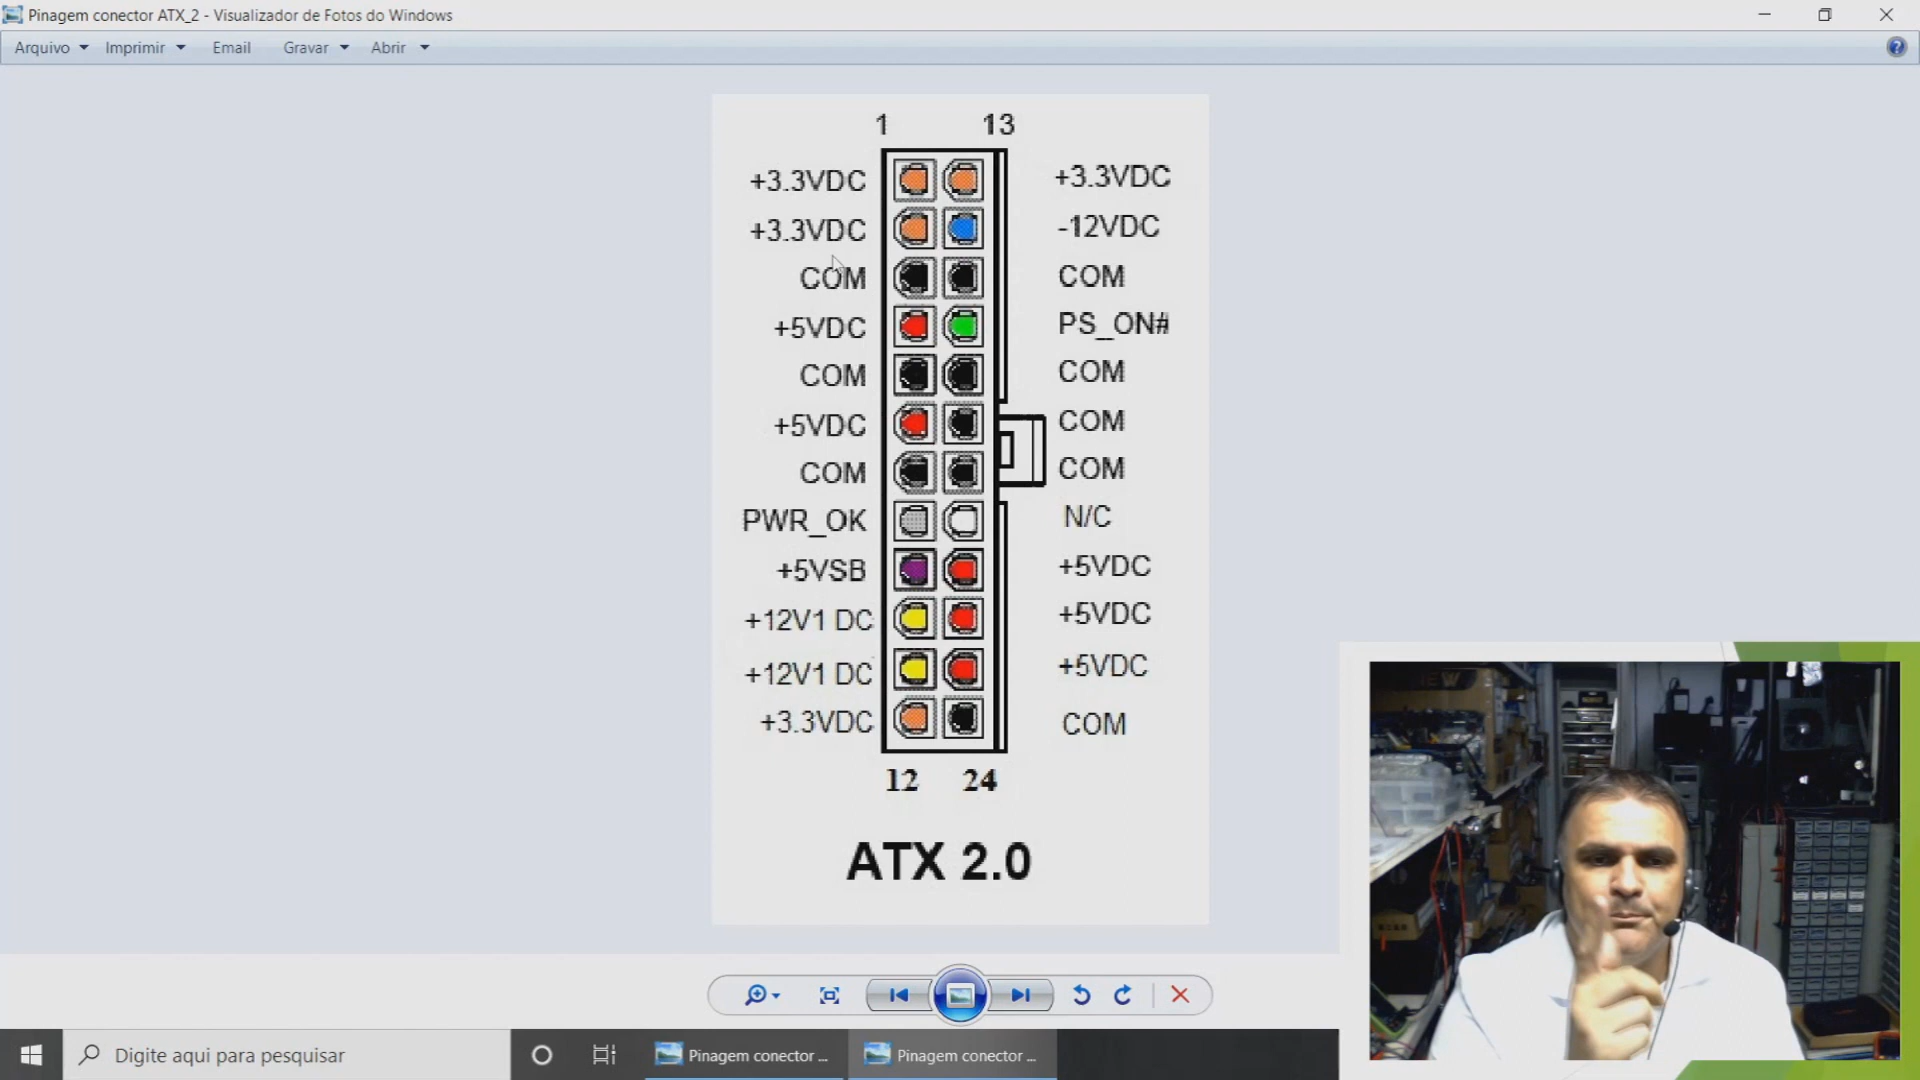 Pinagem conector ATX_2 - Visualizador de Fotos do Windows
Arquivo Imprimir Email Gravar Abrir
1 13
+3.3VDC +3.3VDC
+3.3VDC -12VDC
COM COM
+5VDC PS_ON#
COM COM
+5VDC COM
COM COM
PWR_OK N/C
+5VSB +5VDC
+12V1 DC +5VDC
+12V1 DC +5VDC
+3.3VDC COM
12 24
ATX 2.0
Digite aqui para pesquisar
Pinagem conector ...
Pinagem conector ...